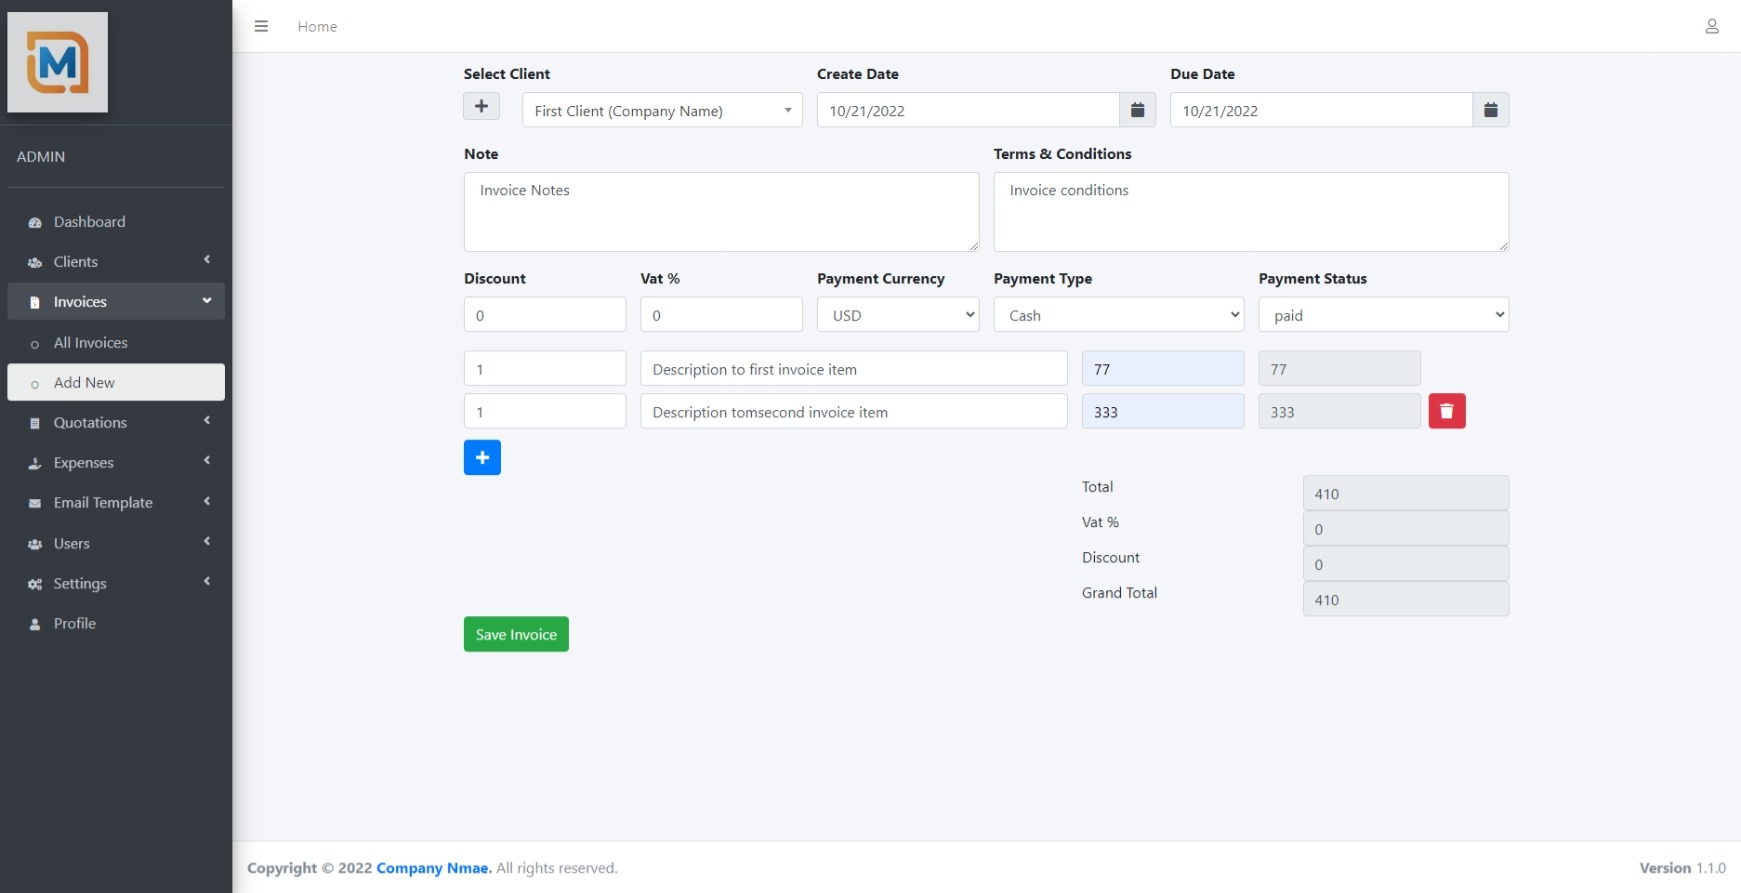 M
Home
ADMIN
Dashboard
Clients
Invoices
All Invoices
Add New
Quotations
Expenses
Email Template
Users
Settings
Profile
Select Client Create Date Due Date
First Client (Company Name) 10/21/2022 10/21/2022
Note Terms & Conditions
Invoice Notes Invoice conditions
Discount Vat % Payment Currency Payment Type Payment Status
0 0 USD Cash paid
1 Description to first invoice item 77 77
1 Description tomsecond invoice item 333 333
Total 410
Vat % 0
Discount 0
Grand Total 410
Save Invoice
Copyright © 2022 Company Nmae. All rights reserved. Version 1.1.0